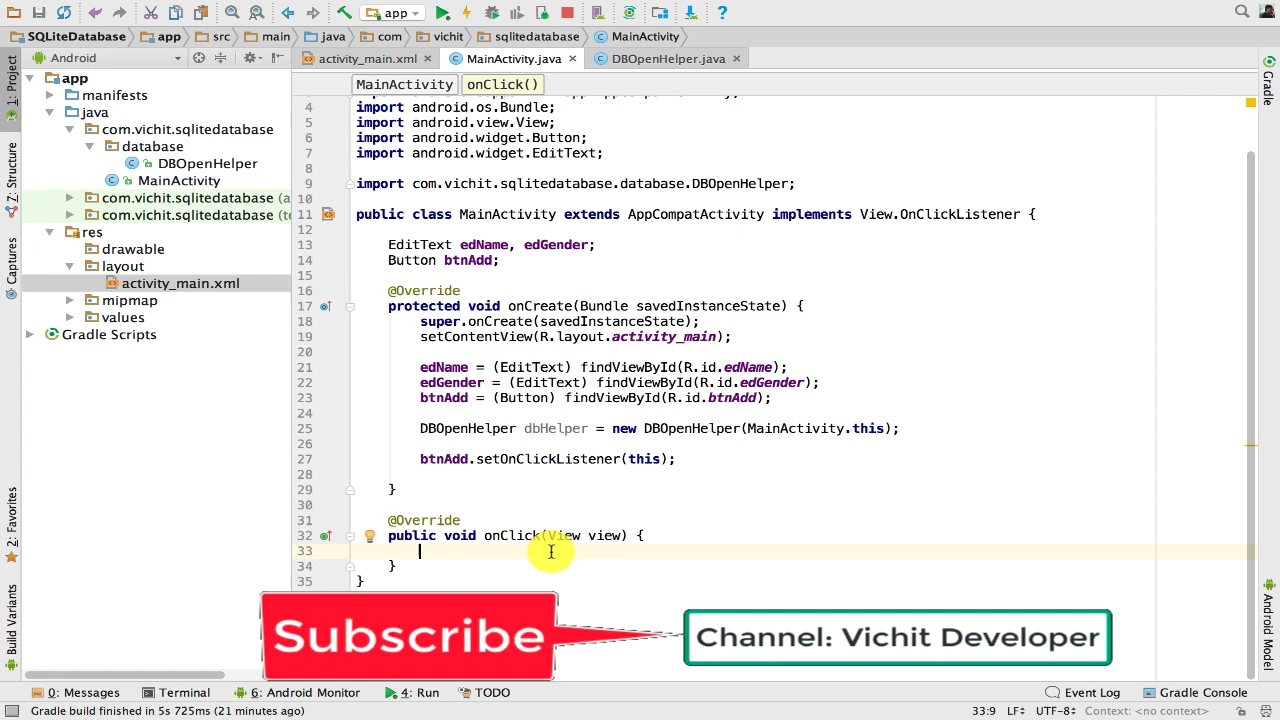 app
SQLiteDatabase
app
src
main
java
com
vichit
sqlitedatabase
MainActivity
Android
activity_main.xml
MainActivity.java
DBOpenHelper.java
MainActivity
onClick()
1: Project
Z: Structure
Captures
2: Favorites
Build Variants
app
manifests
java
com.vichit.sqlitedatabase
database
DBOpenHelper
MainActivity
com.vichit.sqlitedatabase (a
com.vichit.sqlitedatabase (t
res
drawable
layout
activity_main.xml
mipmap
values
Gradle Scripts
4 import android.os.Bundle;
5 import android.view.View;
6 import android.widget.Button;
7 import android.widget.EditText;
8
9 import com.vichit.sqlitedatabase.database.DBOpenHelper;
10
11 public class MainActivity extends AppCompatActivity implements View.OnClickListener {
12
13 EditText edName, edGender;
14 Button btnAdd;
15
16 @Override
17 protected void onCreate(Bundle savedInstanceState) {
18 super.onCreate(savedInstanceState);
19 setContentView(R.layout.activity_main);
20
21 edName = (EditText) findViewById(R.id.edName);
22 edGender = (EditText) findViewById(R.id.edGender);
23 btnAdd = (Button) findViewById(R.id.btnAdd);
24
25 DBOpenHelper dbHelper = new DBOpenHelper(MainActivity.this);
26
27 btnAdd.setOnClickListener(this);
28
29 }
30
31 @Override
32 public void onClick(View view) {
33
34 }
35 }
Gradle
Android Model
Subscribe
Channel: Vichit Developer
0: Messages
Terminal
6: Android Monitor
4: Run
TODO
Event Log
Gradle Console
Gradle build finished in 5s 725ms (21 minutes ago)
33:9
LF
UTF-8
Context: <no context>